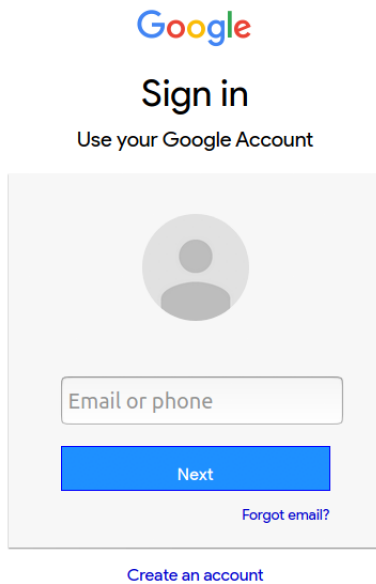 Google
Sign in
Use your Google Account
Email or phone
Next
Forgot email?
Create an account